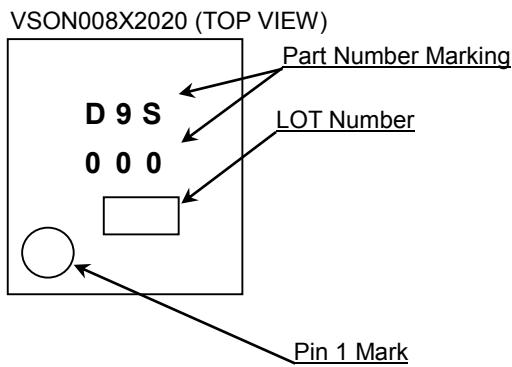 VSON008X2020 (TOP VIEW)
Part Number Marking
D 9 S
LOT Number
0 0 0
Pin 1 Mark